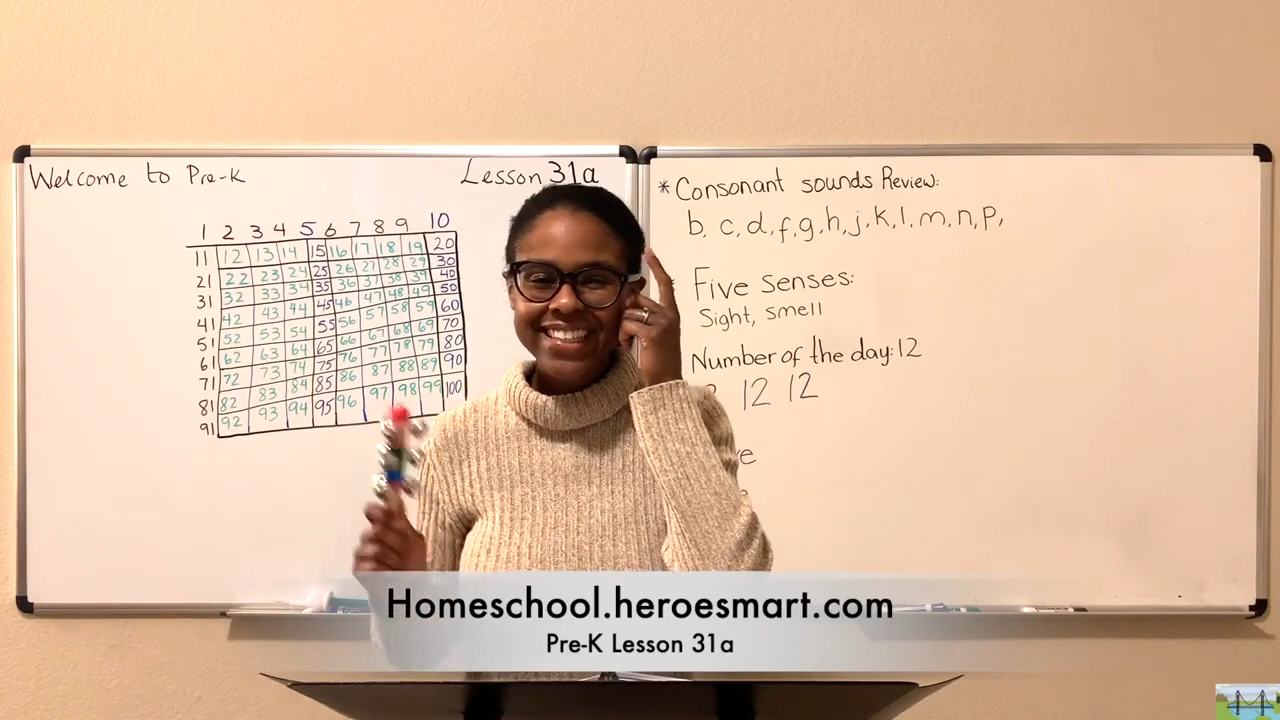 Welcome to Pre-K
Lesson 31a
1 2 3 4 5 6 7 8 9 10
11 12 13 14 15 16 17 18 19 20
21 22 23 24 25 26 27 28 29 30
31 32 33 34 35 36 37 38 39 40
41 42 43 44 45 46 47 48 49 50
51 52 53 54 55 56 57 58 59 60
61 62 63 64 65 66 67 68 69 70
71 72 73 74 75 76 77 78 79 80
81 82 83 84 85 86 87 88 89 90
91 92 93 94 95 96 97 98 99 100
* Consonant sounds Review:
b, c, d, f, g, h, j, k, l, m, n, p,
Five senses:
Sight, smell
Number of the day: 12
12 12
Homeschool.heroesmart.com
Pre-K Lesson 31a